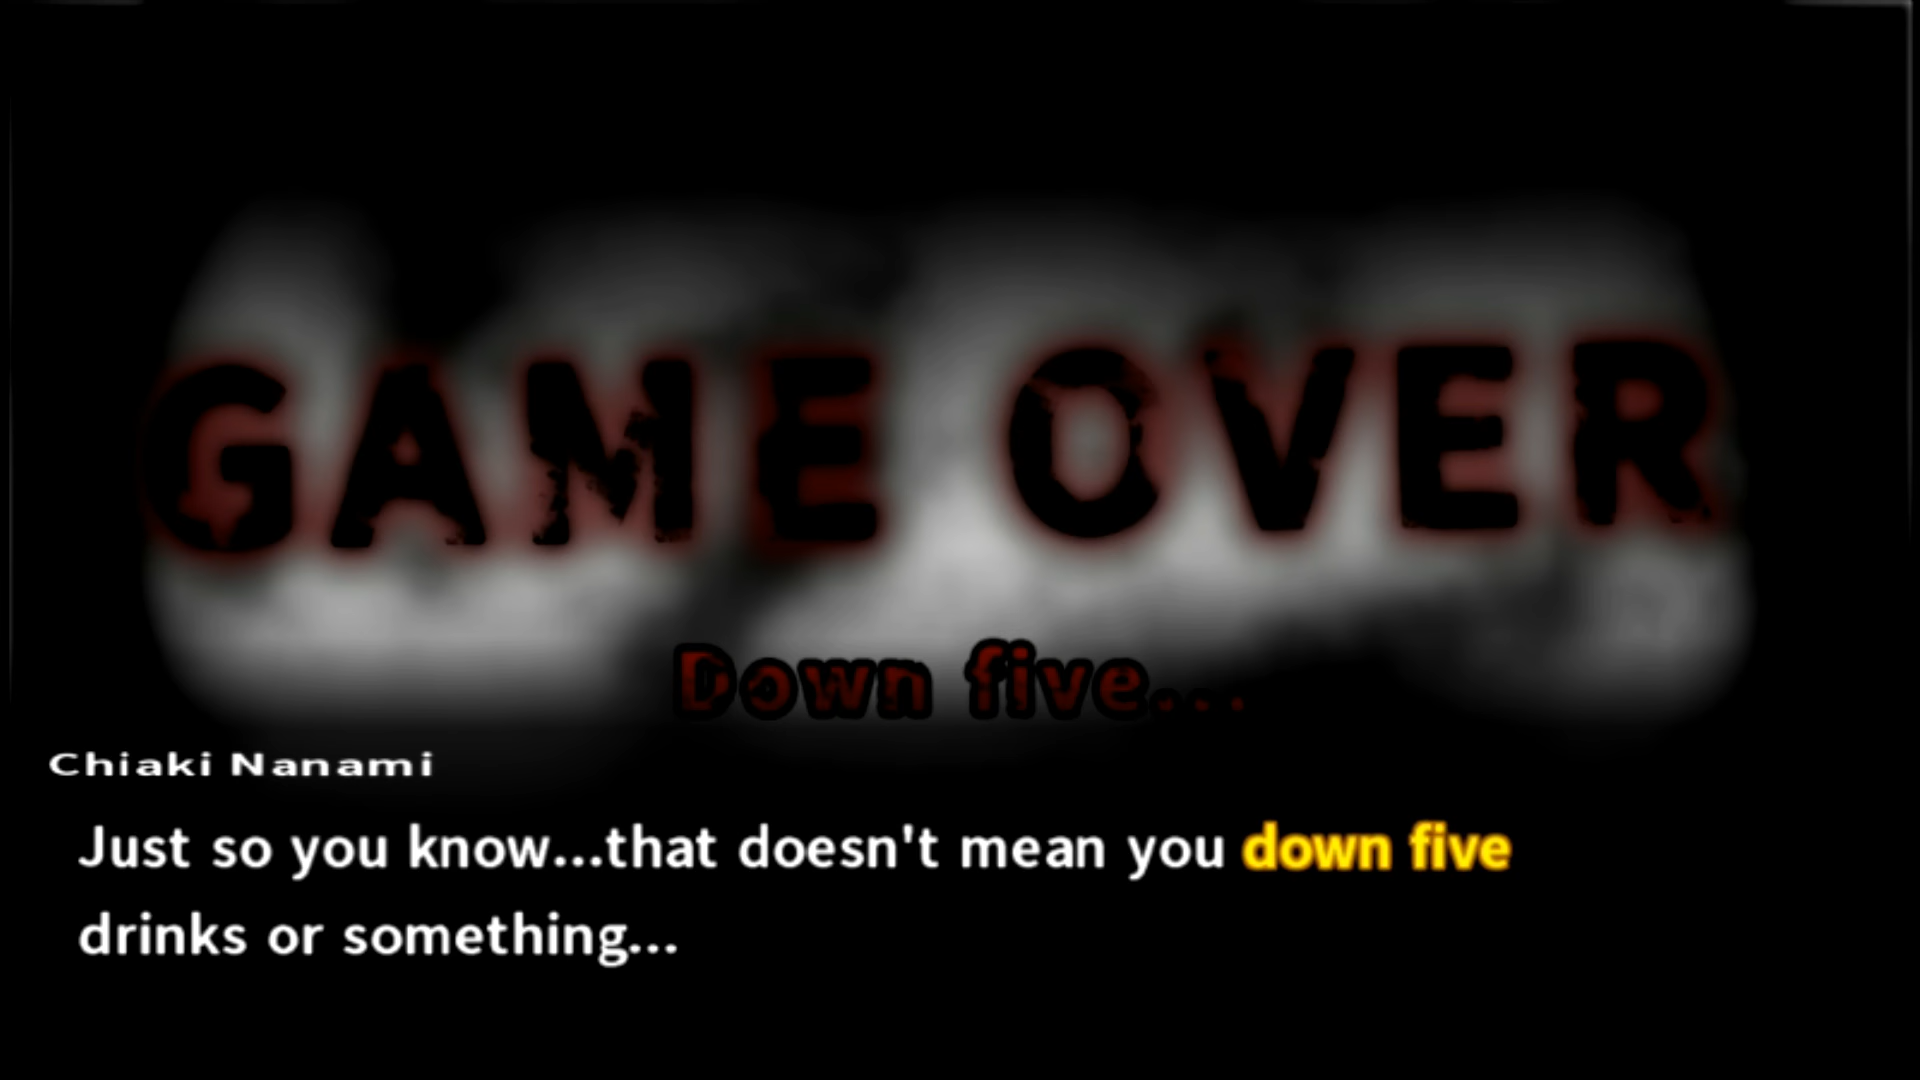 GAME OVER
Down five...
Chiaki Nanami
Just so you know...that doesn't mean you down five
drinks or something...